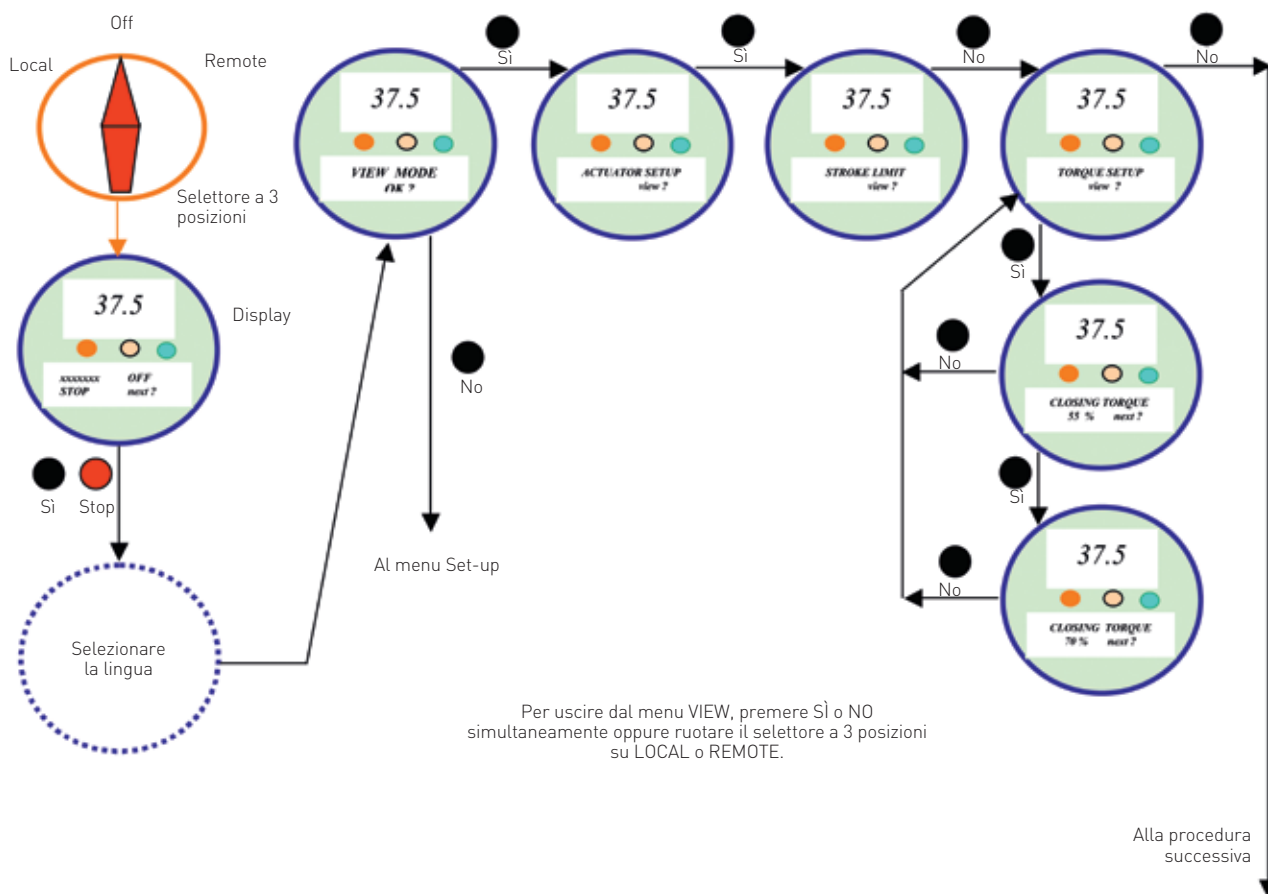 Off
Local
Remote
Selettore a 3
posizioni
37.5
xxxxxxx OFF
STOP next ?
Display
Sì
Stop
Selezionare
la lingua
37.5
VIEW MODE
OK ?
No
Al menu Set-up
Sì
37.5
ACTUATOR SETUP
view ?
Sì
37.5
STROKE LIMIT
view ?
No
37.5
TORQUE SETUP
view ?
No
Sì
37.5
CLOSING TORQUE
55 % next ?
No
Sì
37.5
CLOSING TORQUE
70 % next ?
No
Per uscire dal menu VIEW, premere SÌ o NO
simultaneamente oppure ruotare il selettore a 3 posizioni
su LOCAL o REMOTE.
Alla procedura
successiva